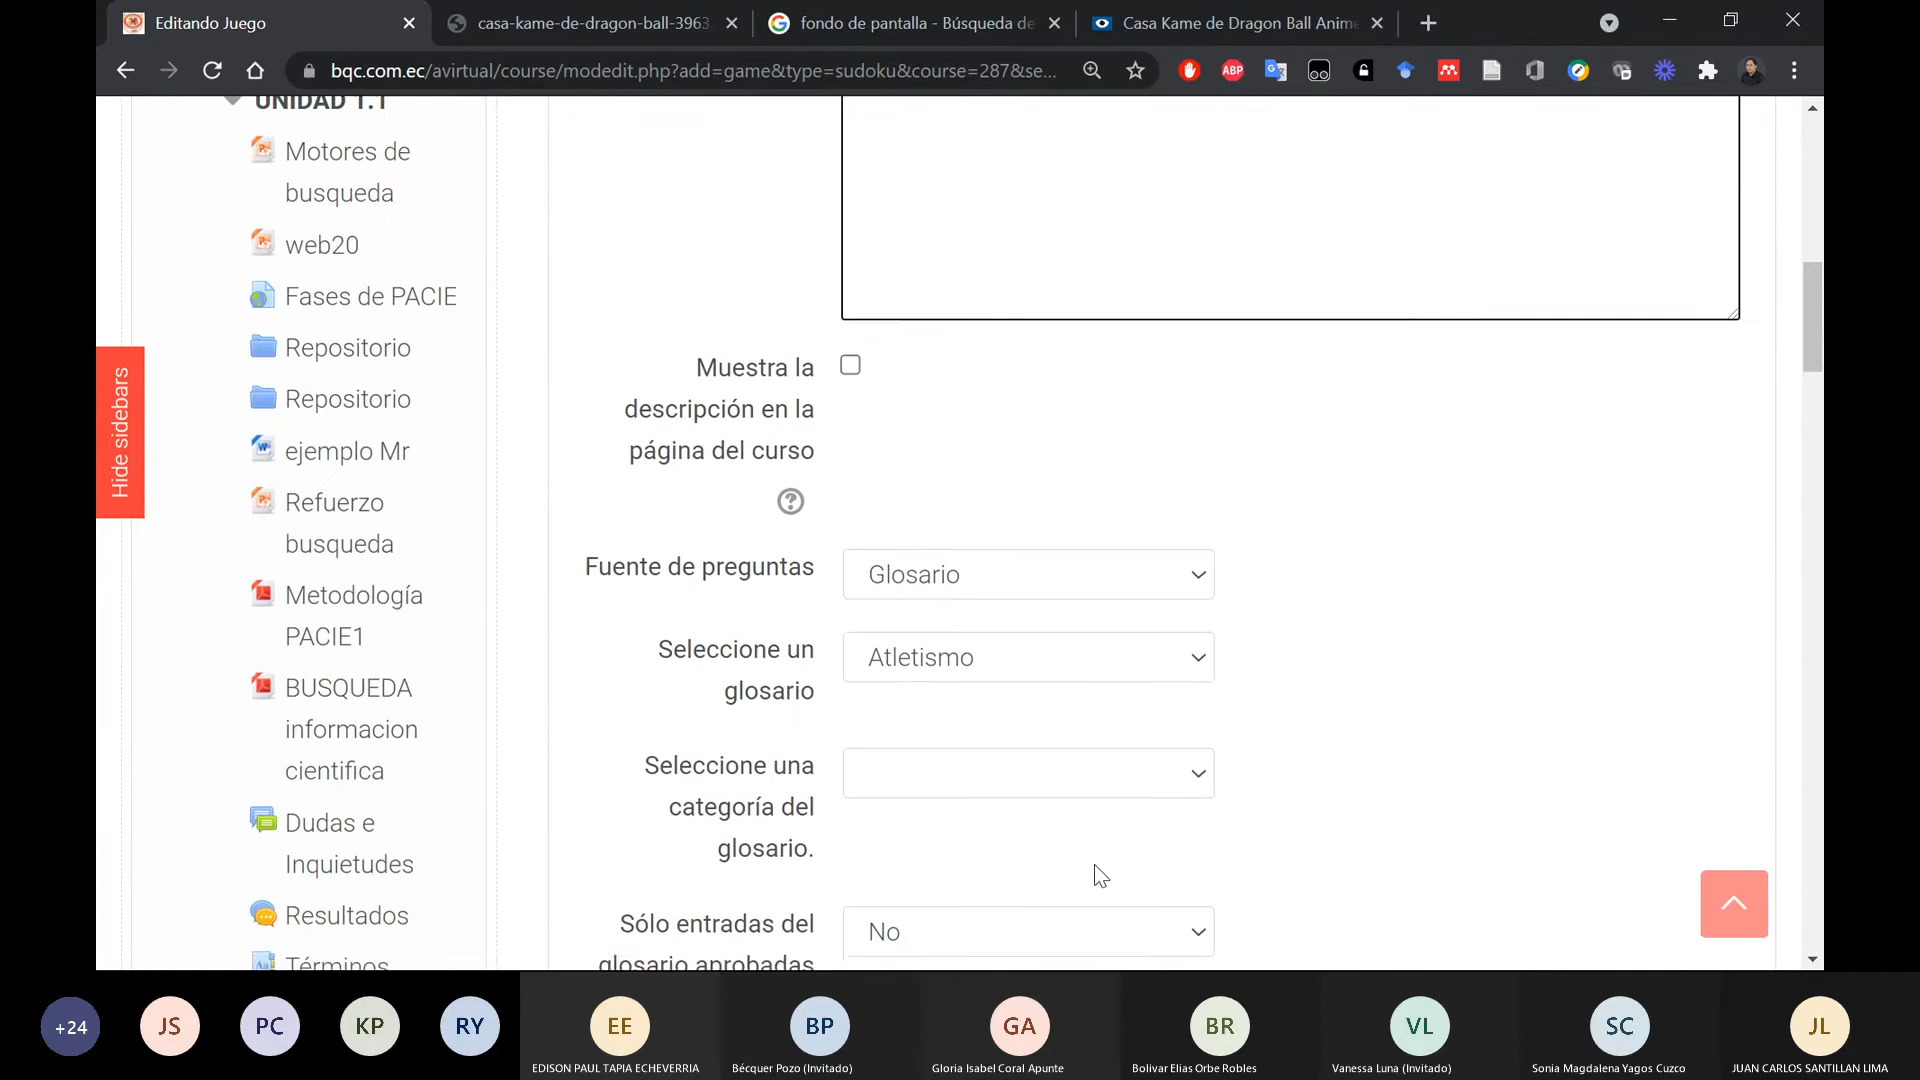 Editando Juego
casa-kame-de-dragon-ball-3963
fondo de pantalla - Búsqueda de
Casa Kame de Dragon Ball Anime
bqc.com.ec/avirtual/course/modedit.php?add=game&type=sudoku&course=287&se...
ABP
UNIDAD 1.1
Motores de
busqueda
web20
Fases de PACIE
Repositorio
Repositorio
ejemplo Mr
Refuerzo
busqueda
Metodología
PACIE1
BUSQUEDA
informacion
cientifica
Dudas e
Inquietudes
Resultados
Términos
Hide sidebars
Muestra la
descripción en la
página del curso
Fuente de preguntas
Glosario
Seleccione un
glosario
Atletismo
Seleccione una
categoría del
glosario.
Sólo entradas del
glosario aprobadas
No
+24
JS
PC
KP
RY
EE
BP
GA
BR
VL
SC
JL
EDISON PAUL TAPIA ECHEVERRIA
Bécquer Pozo (Invitado)
Gloria Isabel Coral Apunte
Bolivar Elias Orbe Robles
Vanessa Luna (Invitado)
Sonia Magdalena Yagos Cuzco
JUAN CARLOS SANTILLAN LIMA